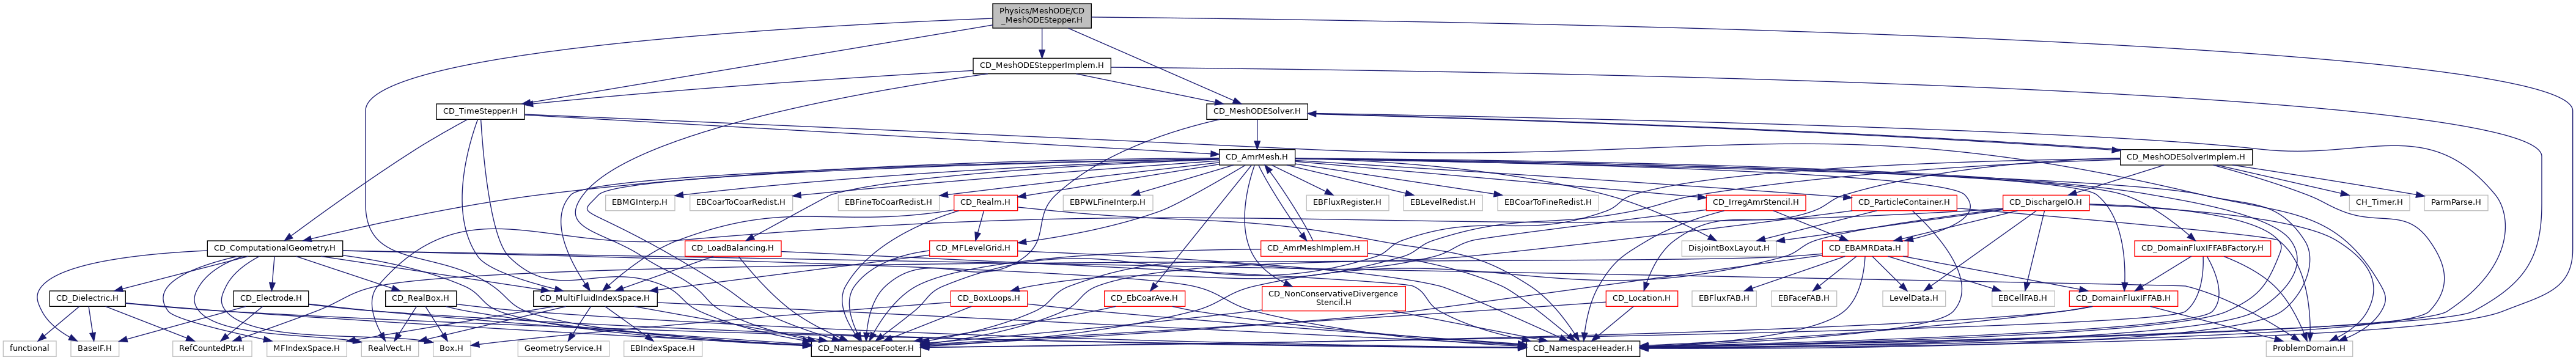 Physics/MeshODE/CD
_MeshODEStepper.H
CD_MeshODEStepperImplem.H
CD_TimeStepper.H
CD_MeshODESolver.H
CD_AmrMesh.H
CD_MeshODESolverImplem.H
EBMGInterp.H
EBCoarToCoarRedist.H
EBFineToCoarRedist.H
CD_Realm.H
EBPWLFineInterp.H
EBFluxRegister.H
EBLevelRedist.H
EBCoarToFineRedist.H
CD_IrregAmrStencil.H
CD_ParticleContainer.H
CD_DischargeIO.H
CH_Timer.H
ParmParse.H
CD_ComputationalGeometry.H
CD_LoadBalancing.H
CD_MFLevelGrid.H
CD_AmrMeshImplem.H
DisjointBoxLayout.H
CD_EBAMRData.H
CD_DomainFluxIFFABFactory.H
CD_Dielectric.H
CD_Electrode.H
CD_RealBox.H
CD_MultiFluidIndexSpace.H
CD_BoxLoops.H
CD_EbCoarAve.H
CD_NonConservativeDivergence
Stencil.H
CD_Location.H
EBFluxFAB.H
EBFaceFAB.H
LevelData.H
EBCellFAB.H
CD_DomainFluxIFFAB.H
functional
BaseIF.H
RefCountedPtr.H
MFIndexSpace.H
RealVect.H
Box.H
GeometryService.H
EBIndexSpace.H
CD_NamespaceFooter.H
CD_NamespaceHeader.H
ProblemDomain.H